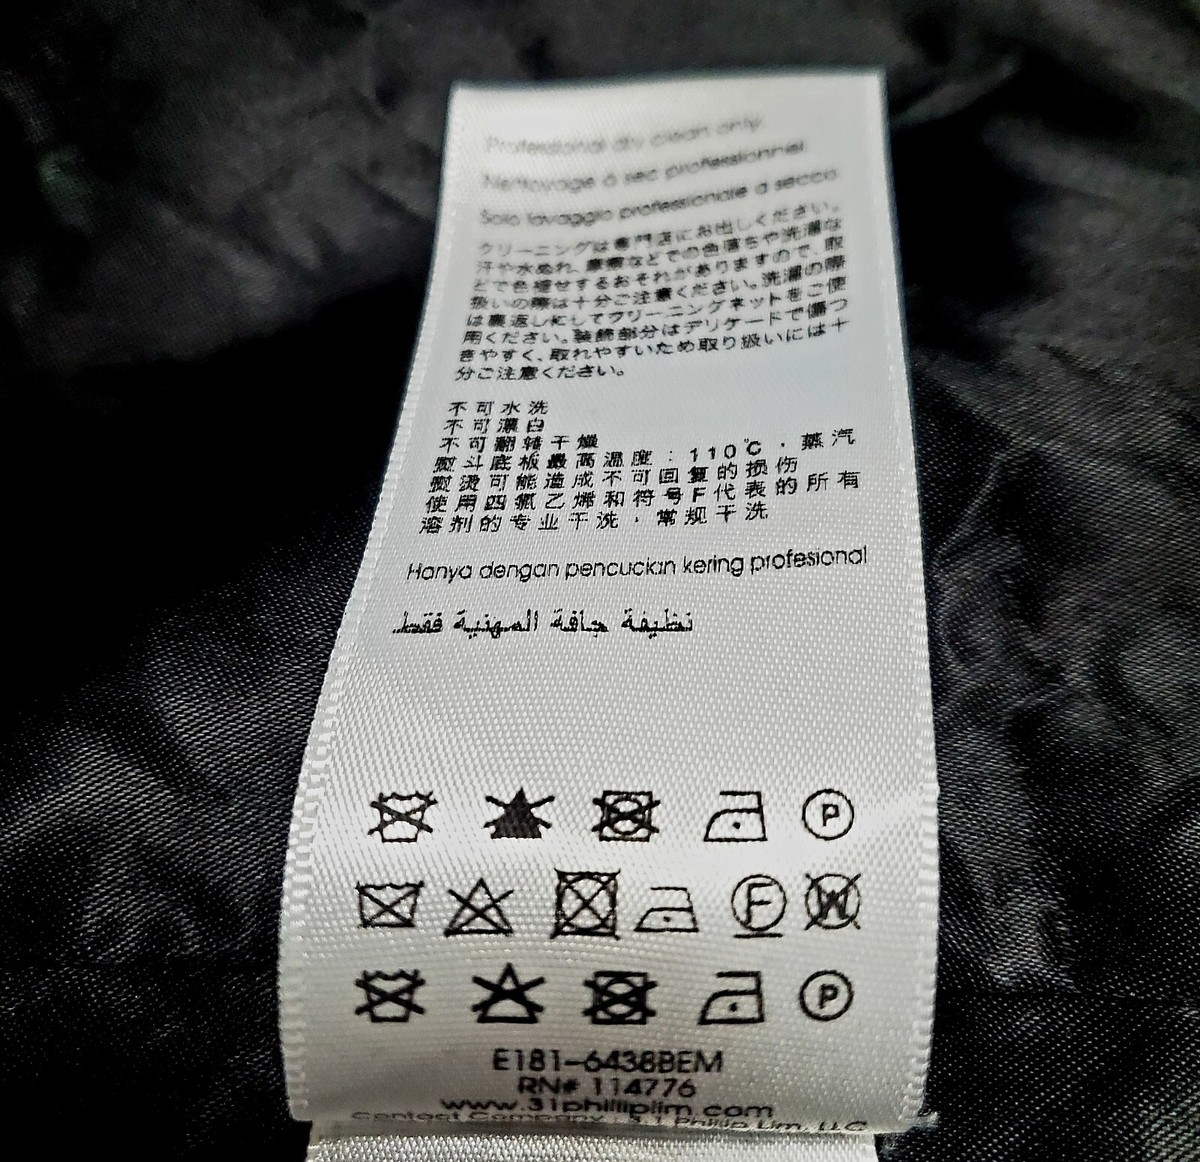 Professional dry clean only
Nettoyage à sec professionnel
Solo lavaggio professionale a secco
クリーニングは専門店にお出しください。
汗や水ぬれ、摩擦などでの色落ちや洗濯な
どで色褪せするおそれがありますので、取
扱いの際は十分ご注意ください。洗濯の際
は裏返しにしてクリーニングネットをご使
用ください。装飾部分はデリケートで傷つ
きやすく、取れやすいため取り扱いには十
分ご注意ください。
不可水洗
不可漂白
不可翻转干燥
熨斗底板最高温度:110℃,蒸汽
熨烫可能造成不可回复的损伤
使用四氯乙烯和符号F代表的所有
溶剂的专业干洗,常规干洗
Hanya dengan pencucian kering profesional
نظيفة جافة المهنية فقط
P
F W
P
E181-6438BEM
RN# 114776
www.31philliplim.com
Contact Company: 3.1 Phillip Lim, LLC